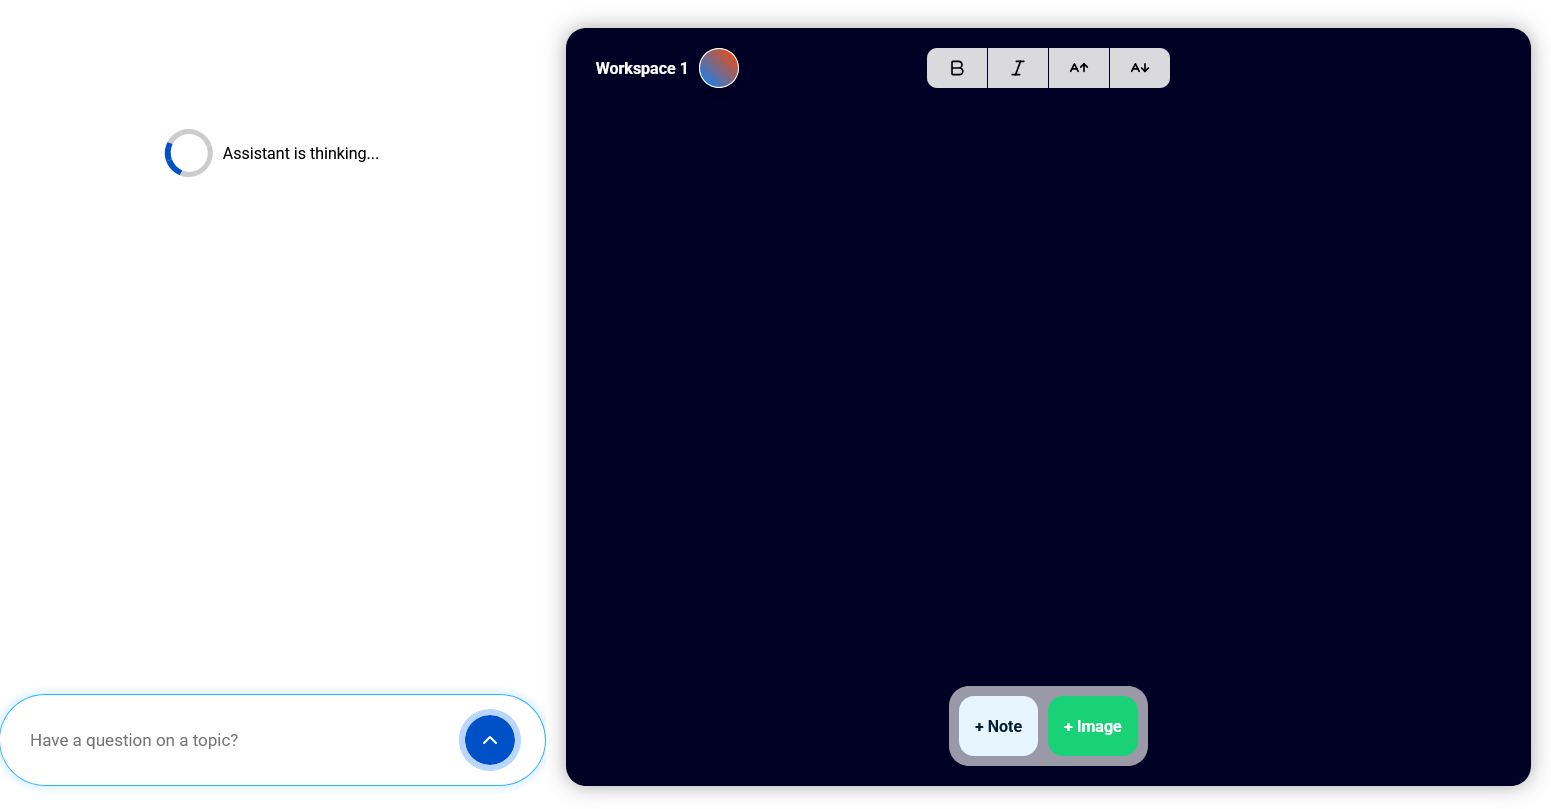 Workspace 1
B
I
A↑
A↓
Assistant is thinking...
Have a question on a topic?
+ Note
+ Image